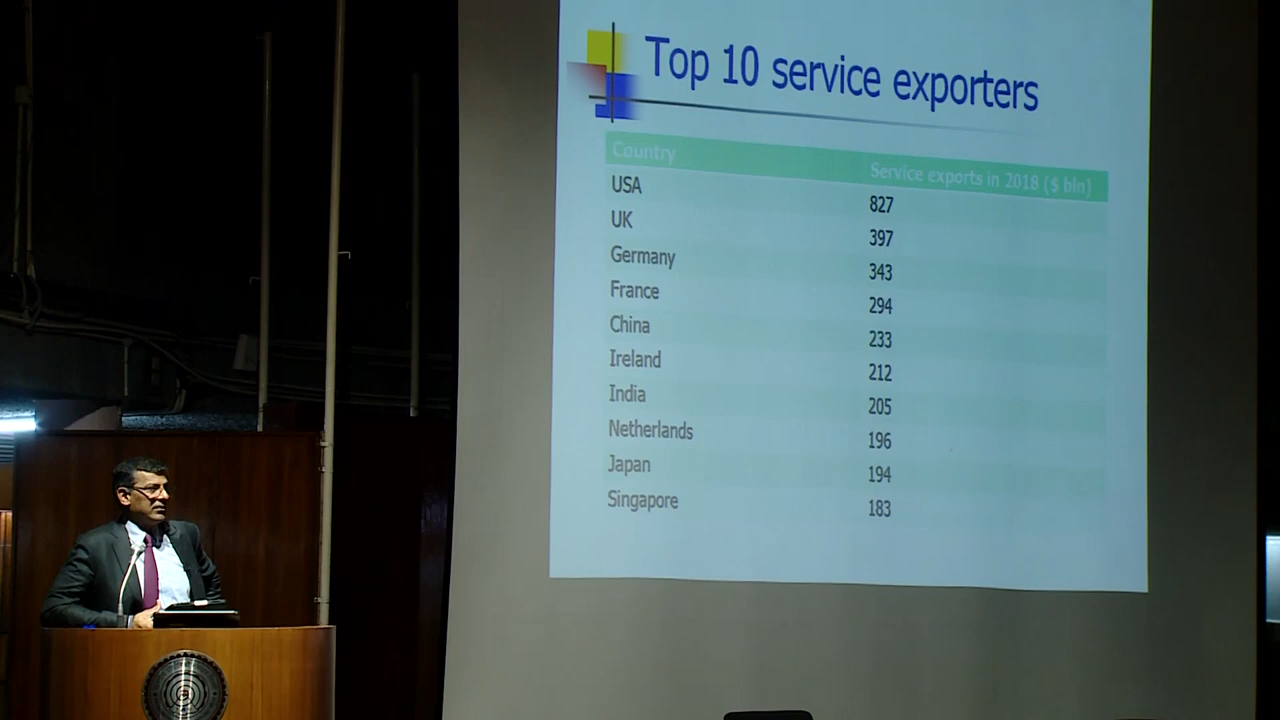 Top 10 service exporters
Country Service exports in 2018 ($ bln)
USA 827
UK 397
Germany 343
France 294
China 233
Ireland 212
India 205
Netherlands 196
Japan 194
Singapore 183